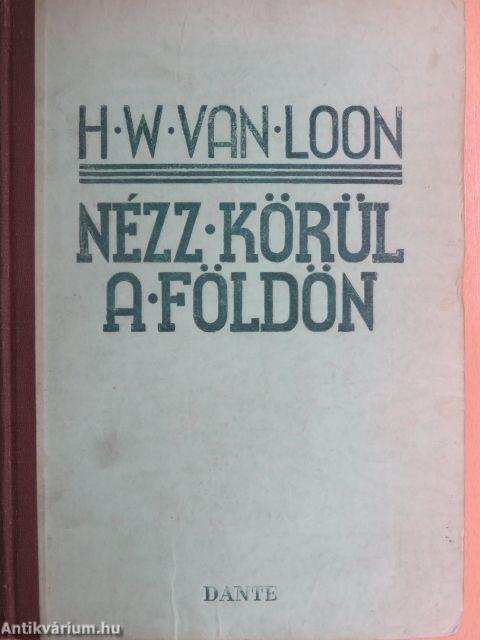 H·W·VAN·LOON
NÉZZ·KÖRÜL
A·FÖLDÖN
DANTE
Antikvárium.hu